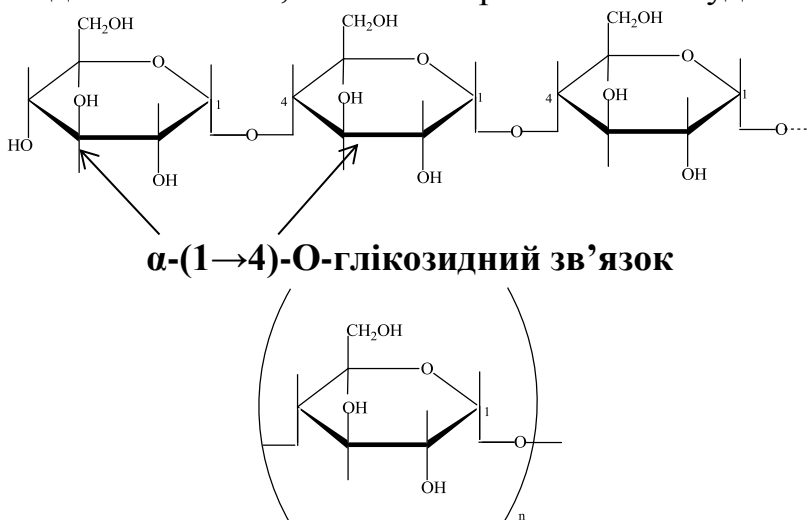 CH₂OH CH₂OH CH₂OH
O O O
OH 1 4 OH 1 4 OH 1
HO O O O
OH OH OH
α-(1→4)-О-глікозидний зв’язок
CH₂OH
O
OH 1
O
OH
n